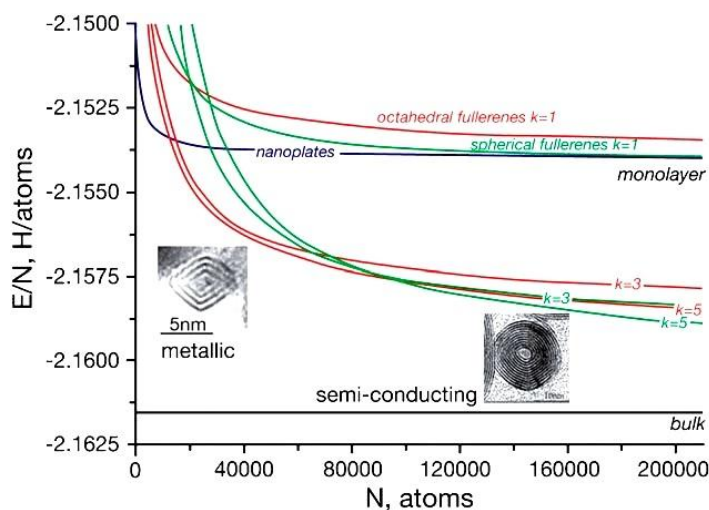 -2.1500
-2.1525
-2.1550
-2.1575
-2.1600
-2.1625
E/N, H/atoms
octahedral fullerenes k=1
spherical fullerenes k=1
nanoplates
monolayer
5nm
metallic
k=3
k=3
k=5
k=5
semi-conducting
bulk
0
40000
80000
120000
160000
200000
N, atoms